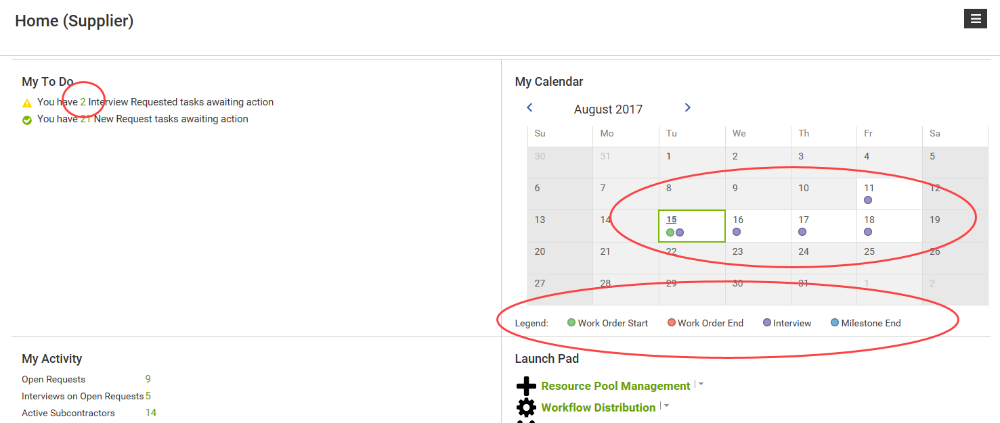 Home (Supplier)
My To Do
You have 2 Interview Requested tasks awaiting action
You have 21 New Request tasks awaiting action
My Calendar
August 2017
Su Mo Tu We Th Fr Sa
30 31 1 2 3 4 5
6 7 8 9 10 11 12
13 14 15 16 17 18 19
20 21 22 23 24 25 26
27 28 29 30 31 1 2
Legend: Work Order Start Work Order End Interview Milestone End
My Activity
Open Requests 9
Interviews on Open Requests 5
Active Subcontractors 14
Launch Pad
Resource Pool Management
Workflow Distribution